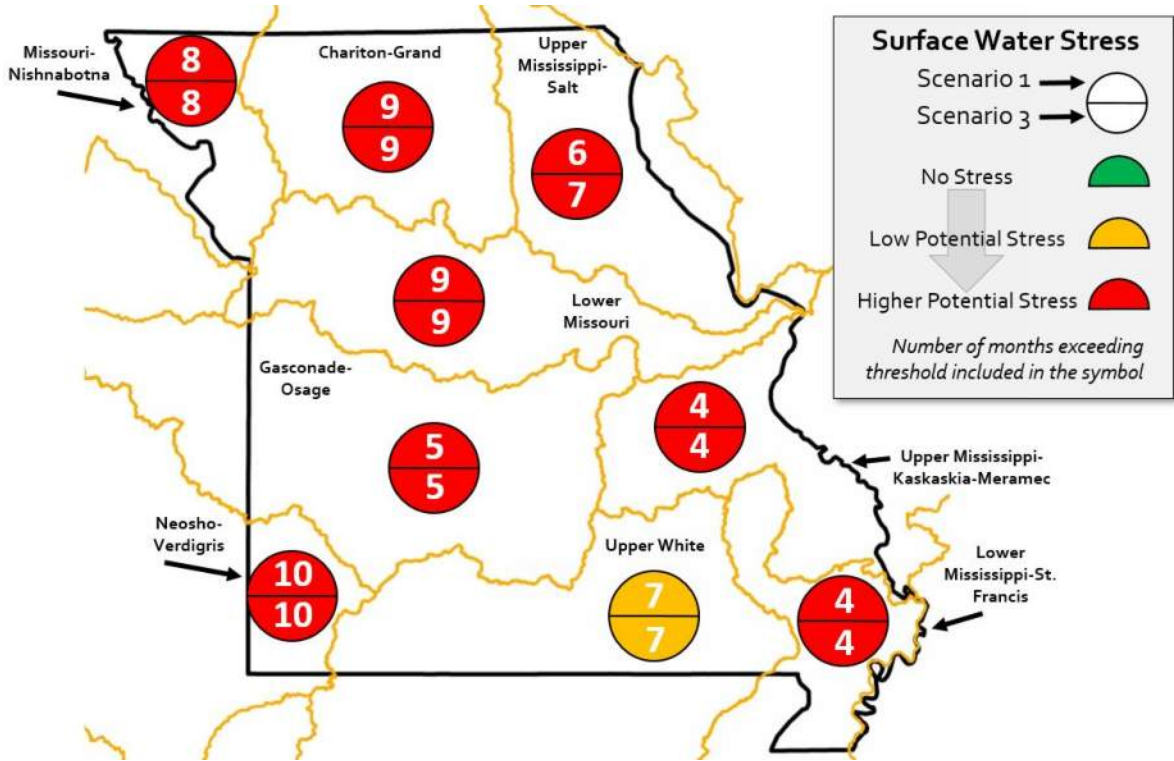 Missouri-
Nishnabotna
8
8
Chariton-Grand
9
9
Upper
Mississippi-
Salt
6
7
9
9
Lower
Missouri
Gasconade-
Osage
5
5
4
4
Upper Mississippi-
Kaskaskia-Meramec
Neosho-
Verdigris
10
10
Upper White
7
7
4
4
Lower
Mississippi-St.
Francis
Surface Water Stress
Scenario 1
Scenario 3
No Stress
Low Potential Stress
Higher Potential Stress
Number of months exceeding
threshold included in the symbol